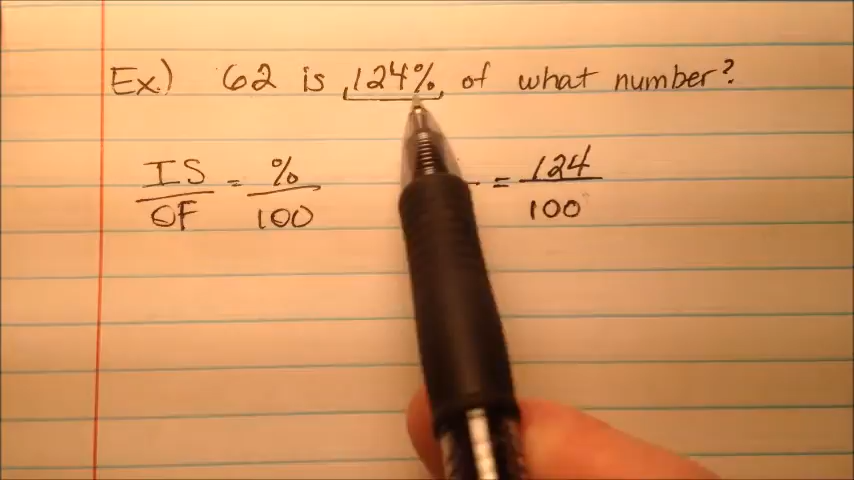 Ex.) 62 is 124% of what number?
IS/OF = %/100 = 124/100